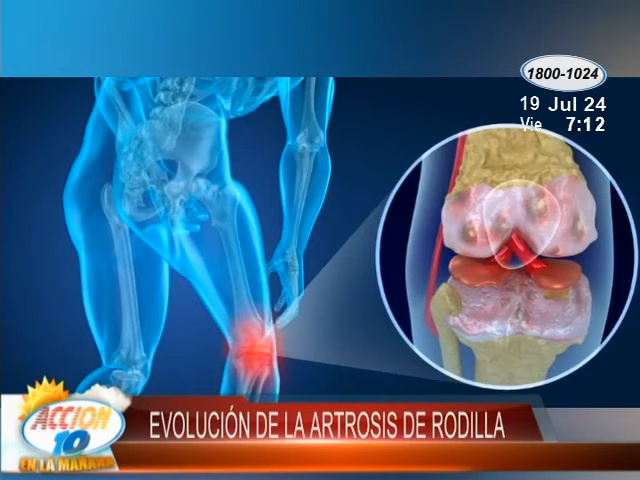 1800-1024
19 Jul 24
Vie 7:12
ACCION
10
EN LA MAÑANA
EVOLUCIÓN DE LA ARTROSIS DE RODILLA